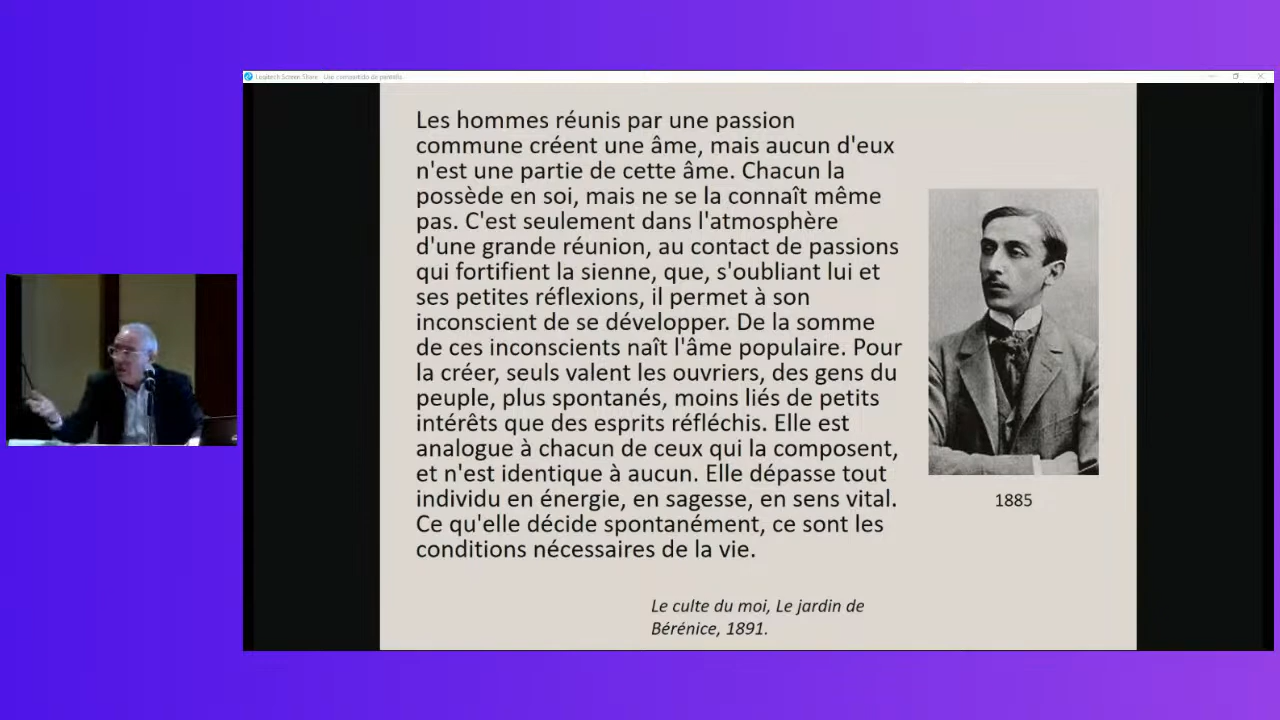 Logitech Screen Share - Uso compartido de pantalla
Les hommes réunis par une passion
commune créent une âme, mais aucun d'eux
n'est une partie de cette âme. Chacun la
possède en soi, mais ne se la connaît même
pas. C'est seulement dans l'atmosphère
d'une grande réunion, au contact de passions
qui fortifient la sienne, que, s'oubliant lui et
ses petites réflexions, il permet à son
inconscient de se développer. De la somme
de ces inconscients naît l'âme populaire. Pour
la créer, seuls valent les ouvriers, des gens du
peuple, plus spontanés, moins liés de petits
intérêts que des esprits réfléchis. Elle est
analogue à chacun de ceux qui la composent,
et n'est identique à aucun. Elle dépasse tout
individu en énergie, en sagesse, en sens vital.
Ce qu'elle décide spontanément, ce sont les
conditions nécessaires de la vie.
1885
Le culte du moi, Le jardin de
Bérénice, 1891.